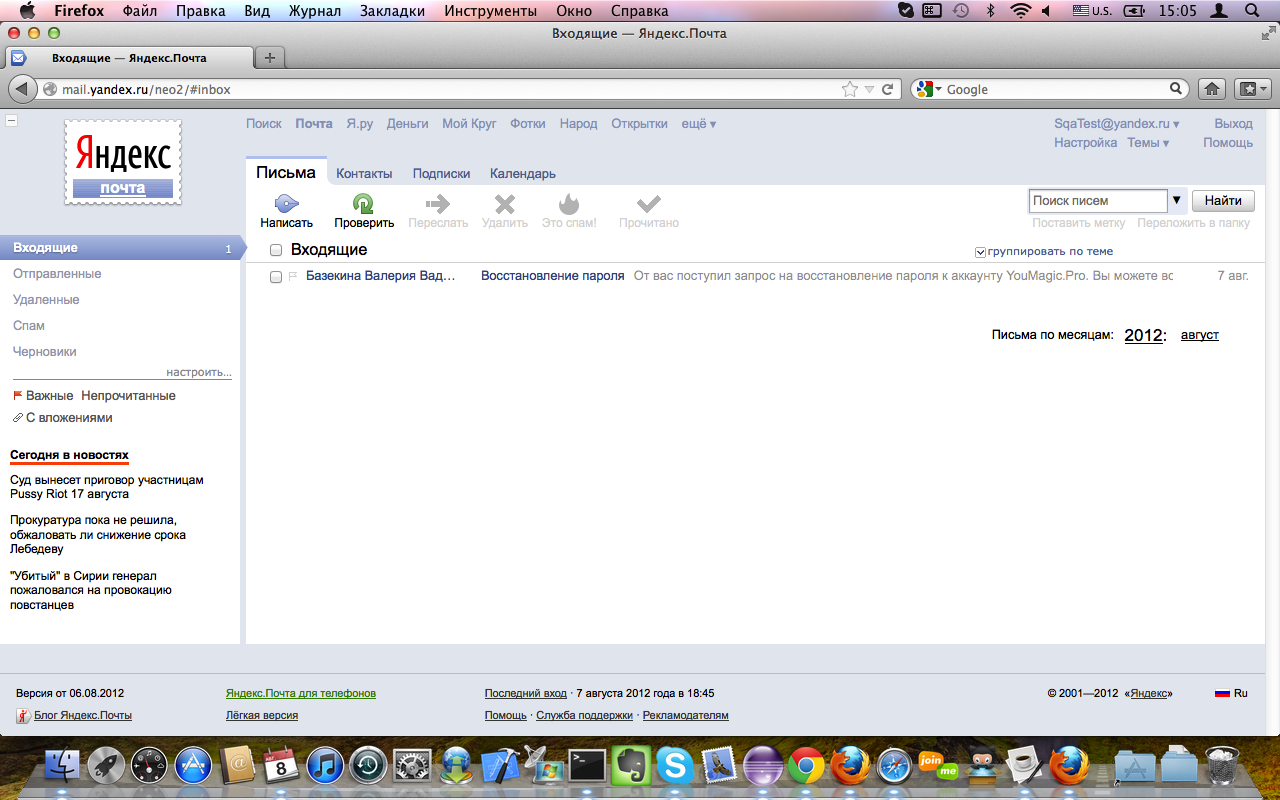 Firefox Файл Правка Вид Журнал Закладки Инструменты Окно Справка U.S. 15:05
Входящие — Яндекс.Почта
Входящие — Яндекс.Почта
mail.yandex.ru/neo2/#inbox Google
Яндекс
почта
Поиск Почта Я.ру Деньги Мой Круг Фотки Народ Открытки ещё SqaTest@yandex.ru Выход
Настройка Темы Помощь
Письма Контакты Подписки Календарь
Написать Проверить Переслать Удалить Это спам! Прочитано
Поиск писем Найти
Поставить метку Переложить в папку
Входящие 1
Отправленные
Удаленные
Спам
Черновики
настроить...
Важные Непрочитанные
С вложениями
Входящие группировать по теме
Базекина Валерия Вад… Восстановление пароля От вас поступил запрос на восстановление пароля к аккаунту YouMagic.Pro. Вы можете вс 7 авг.
Письма по месяцам: 2012: август
Сегодня в новостях
Суд вынесет приговор участницам
Pussy Riot 17 августа
Прокуратура пока не решила,
обжаловать ли снижение срока
Лебедеву
"Убитый" в Сирии генерал
пожаловался на провокацию
повстанцев
Версия от 06.08.2012 Яндекс.Почта для телефонов Последний вход · 7 августа 2012 года в 18:45 © 2001—2012 «Яндекс» Ru
Блог Яндекс.Почты Лёгкая версия Помощь · Служба поддержки · Рекламодателям
8
join
me